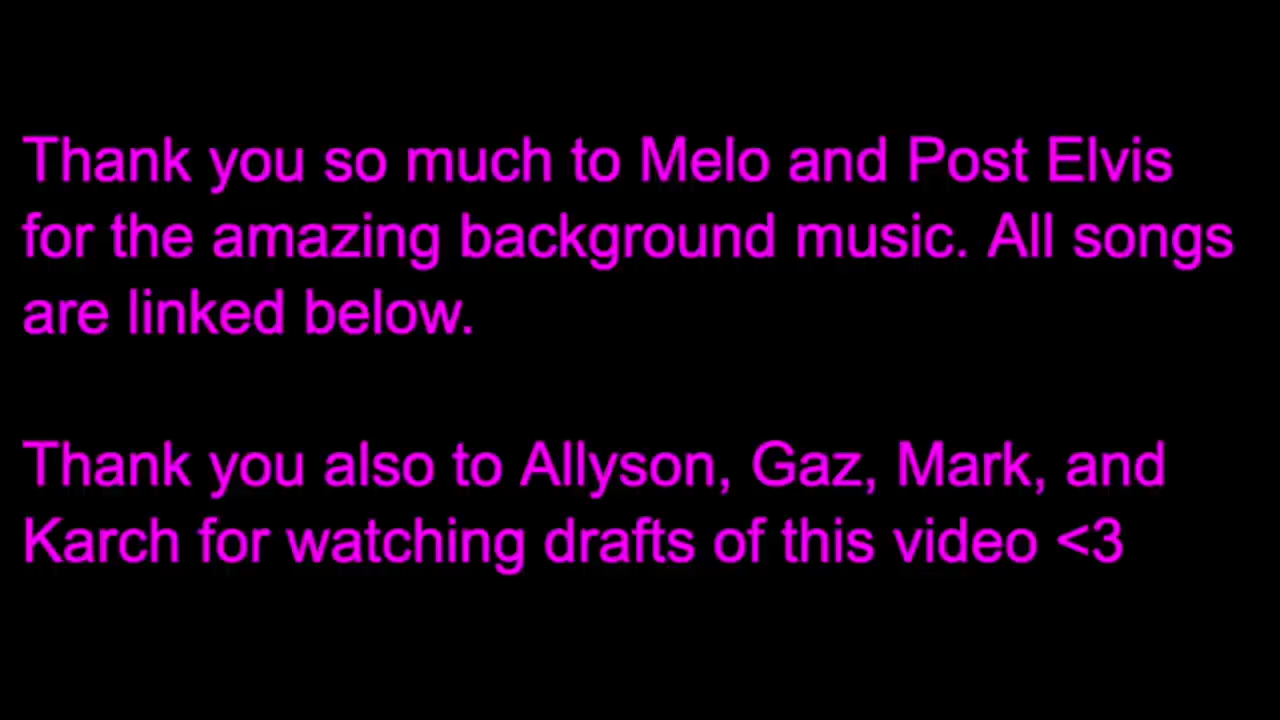 Thank you so much to Melo and Post Elvis
for the amazing background music. All songs
are linked below.
Thank you also to Allyson, Gaz, Mark, and
Karch for watching drafts of this video <3